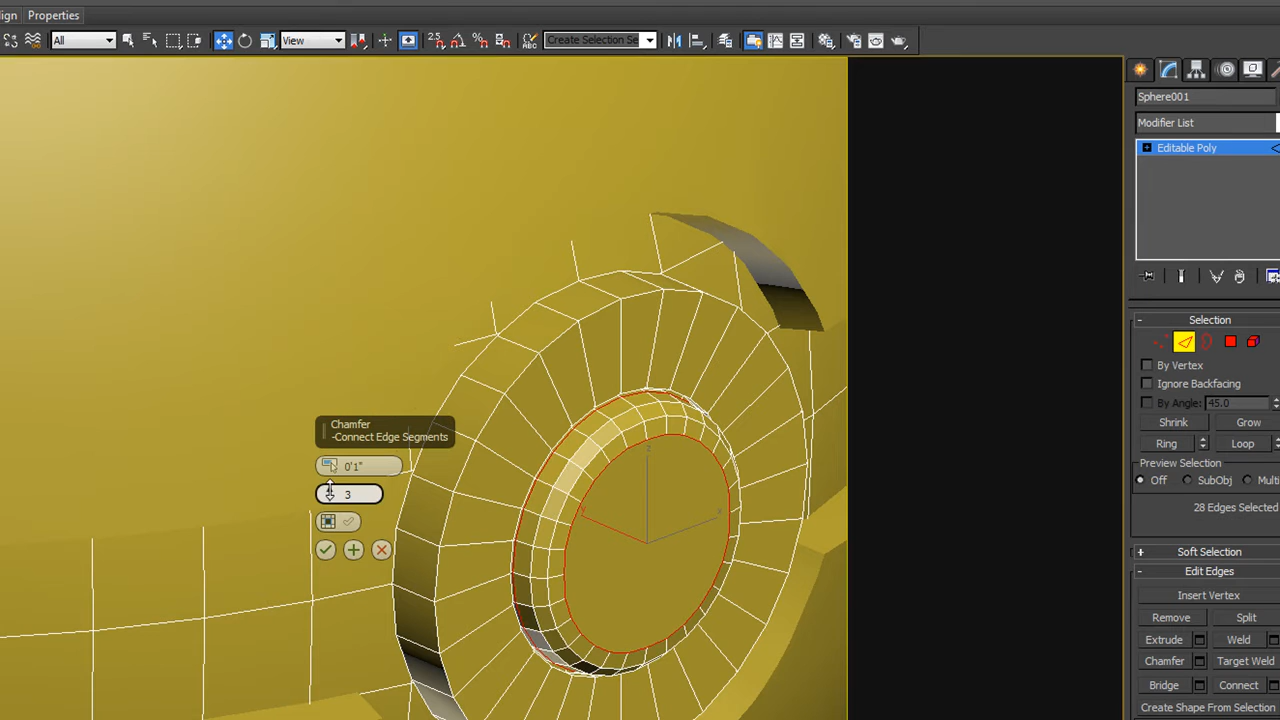 ign Properties
All
View
Create Selection Se
Sphere001
Modifier List
Editable Poly
Selection
By Vertex
Ignore Backfacing
By Angle: 45.0
Shrink Grow
Ring Loop
Preview Selection
Off SubObj Multi
28 Edges Selected
Soft Selection
Edit Edges
Insert Vertex
Remove Split
Extrude Weld
Chamfer Target Weld
Bridge Connect
Create Shape From Selection
Chamfer
-Connect Edge Segments
0'1"
3
z
y
x